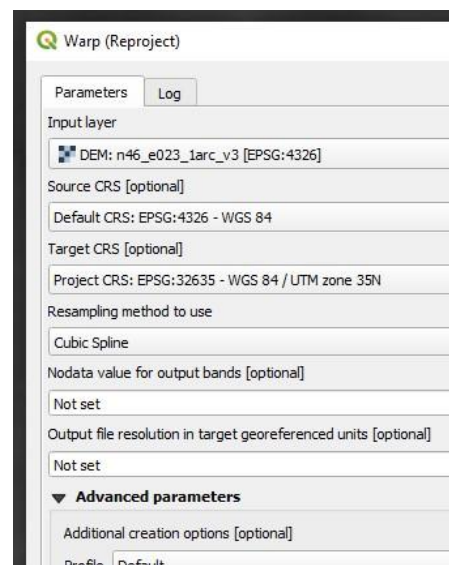 Warp (Reproject)
Parameters Log
Input layer
DEM: n46_e023_1arc_v3 [EPSG:4326]
Source CRS [optional]
Default CRS: EPSG:4326 - WGS 84
Target CRS [optional]
Project CRS: EPSG:32635 - WGS 84 / UTM zone 35N
Resampling method to use
Cubic Spline
Nodata value for output bands [optional]
Not set
Output file resolution in target georeferenced units [optional]
Not set
Advanced parameters
Additional creation options [optional]
Profile Default